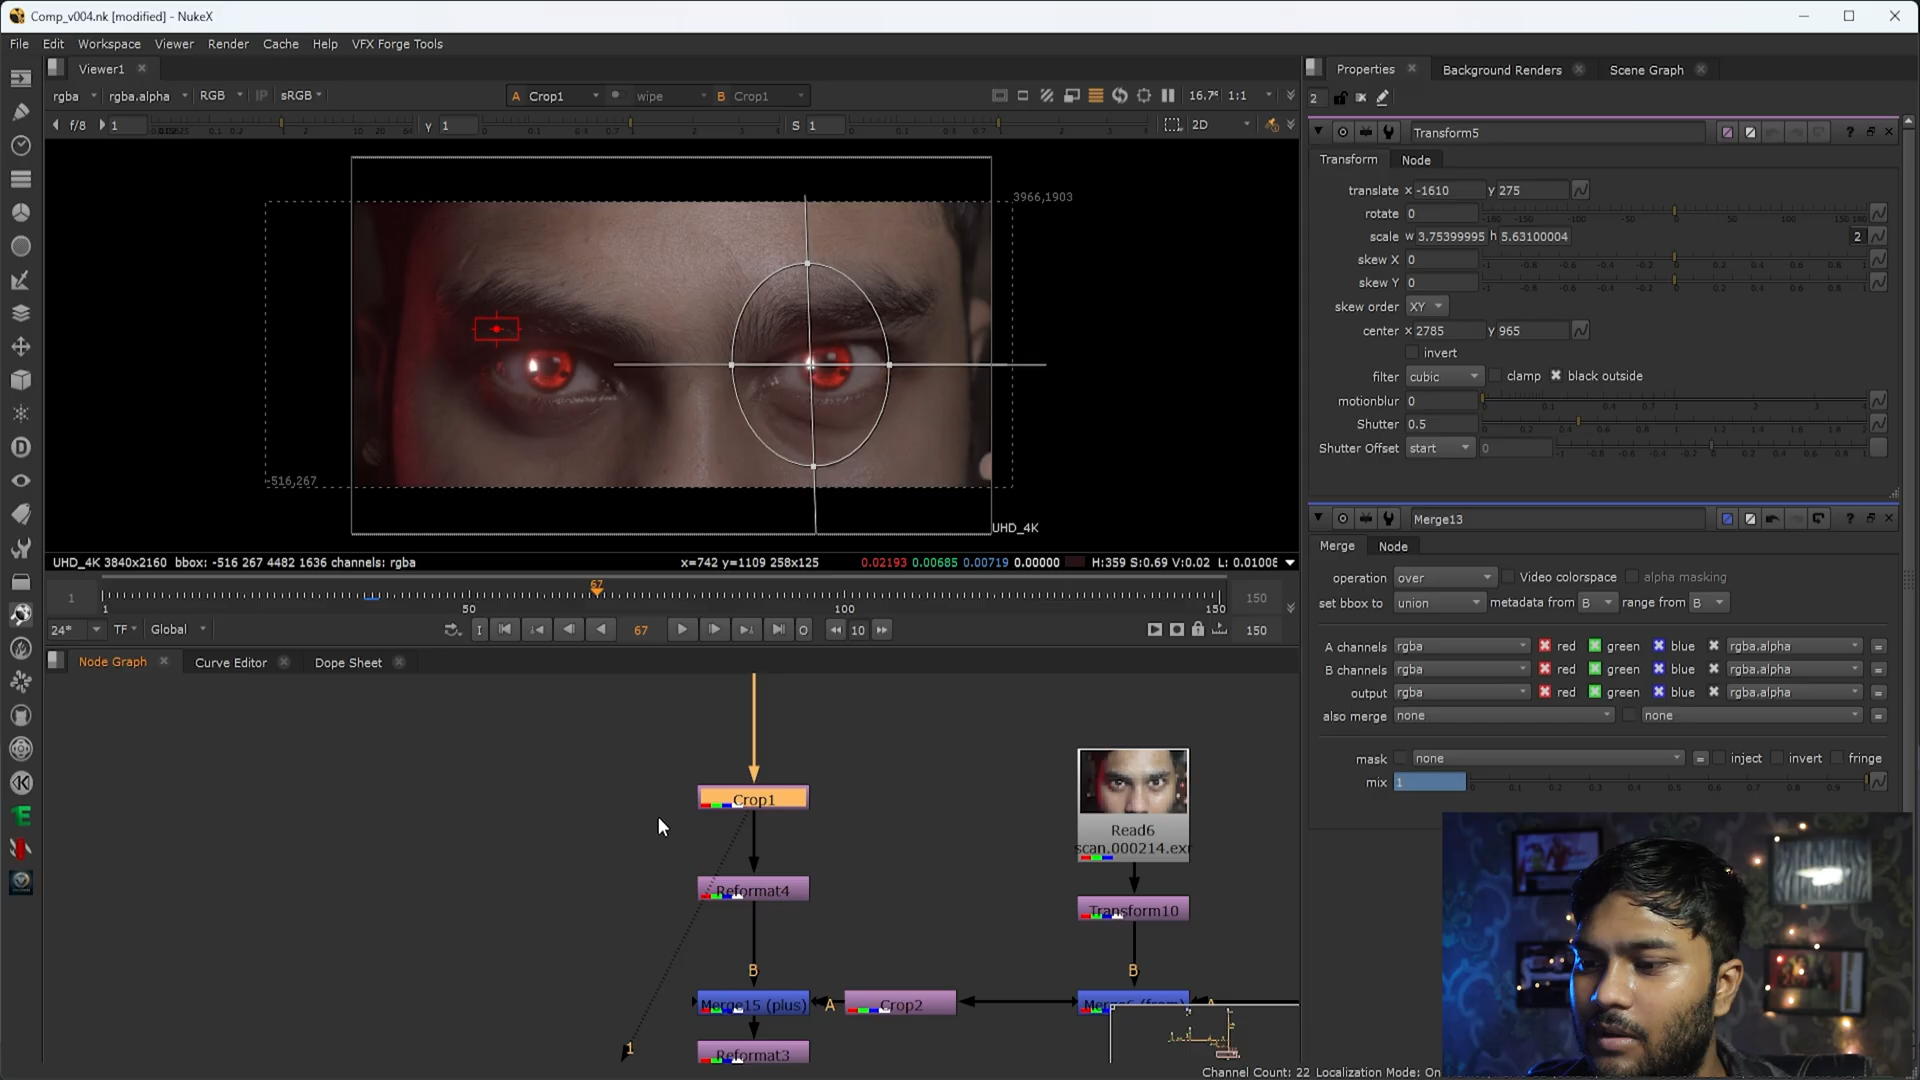 Comp_v004.nk [modified] - NukeX
File Edit Workspace Viewer Render Cache Help VFX Forge Tools
Viewer1
rgba rgba.alpha RGB IP sRGB A Crop1 wipe B Crop1 16.7 1:1
f/8 1 y 1 S 1 2D
3966,1903
-516,267
UHD_4K
UHD_4K 3840x2160 bbox: -516 267 4482 1636 channels: rgba x=742 y=1109 258x125 0.02193 0.00685 0.00719 0.00000 H:359 S:0.69 V:0.02 L: 0.01008
1 1 50 67 100 150 150
24* TF Global 67 10 150
Node Graph Curve Editor Dope Sheet
Crop1
Reformat4
B
Merge15 (plus)
A
Crop2
Reformat3
1
Read6
scan.000214.exr
Transform10
B
Merge6 (from)
A
Channel Count: 22 Localization Mode: On
Properties Background Renders Scene Graph
2
Transform5
Transform Node
translate x -1610 y 275
rotate 0
scale w 3.75399995 h 5.63100004 2
skew X 0
skew Y 0
skew order XY
center x 2785 y 965
invert
filter cubic clamp black outside
motionblur 0
Shutter 0.5
Shutter Offset start 0
Merge13
Merge Node
operation over Video colorspace alpha masking
set bbox to union metadata from B range from B
A channels rgba red green blue rgba.alpha =
B channels rgba red green blue rgba.alpha =
output rgba red green blue rgba.alpha =
also merge none none =
mask none = inject invert fringe
mix 1